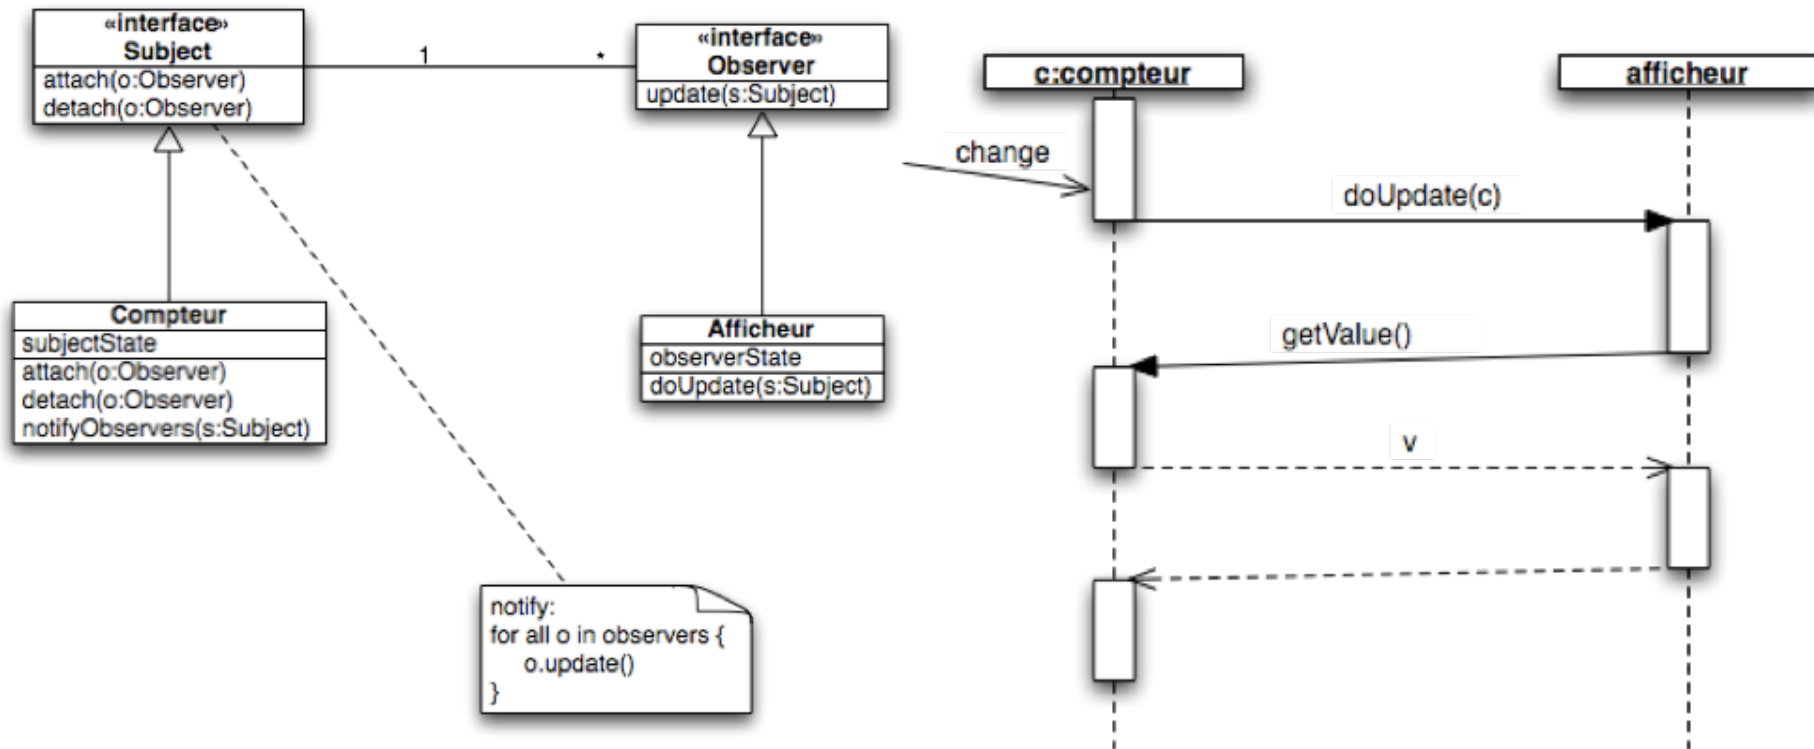 «interface»
Subject
attach(o:Observer)
detach(o:Observer)
1
*
«interface»
Observer
update(s:Subject)
Compteur
subjectState
attach(o:Observer)
detach(o:Observer)
notifyObservers(s:Subject)
Afficheur
observerState
doUpdate(s:Subject)
notify:
for all o in observers {
o.update()
}
c:compteur
afficheur
change
doUpdate(c)
getValue()
v